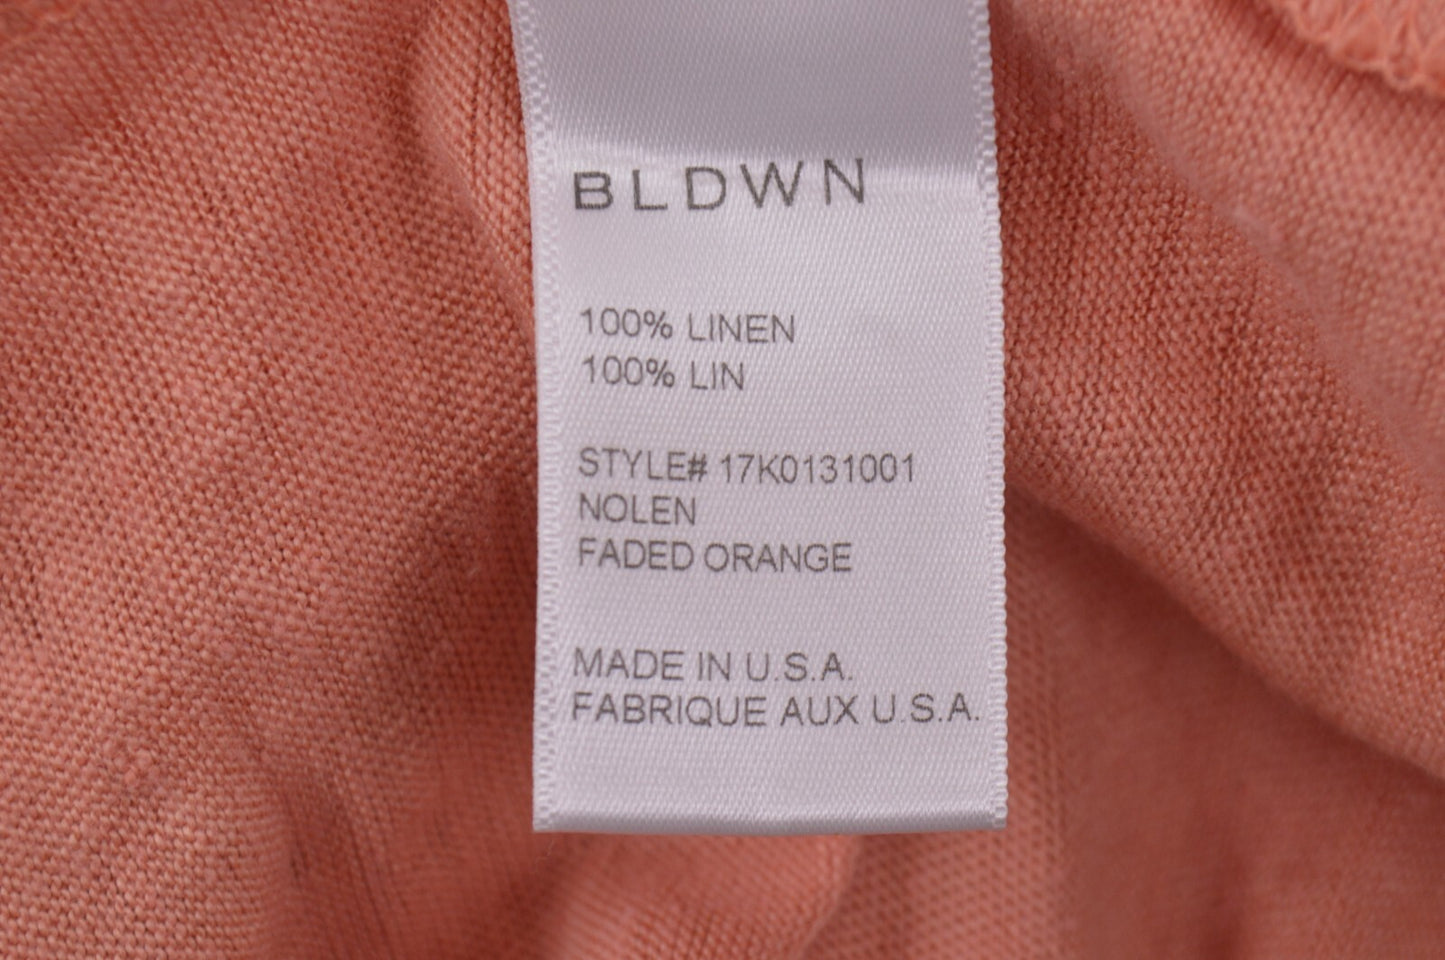 BLDWN
100% LINEN
100% LIN
STYLE# 17K0131001
NOLEN
FADED ORANGE
MADE IN U.S.A.
FABRIQUE AUX U.S.A.